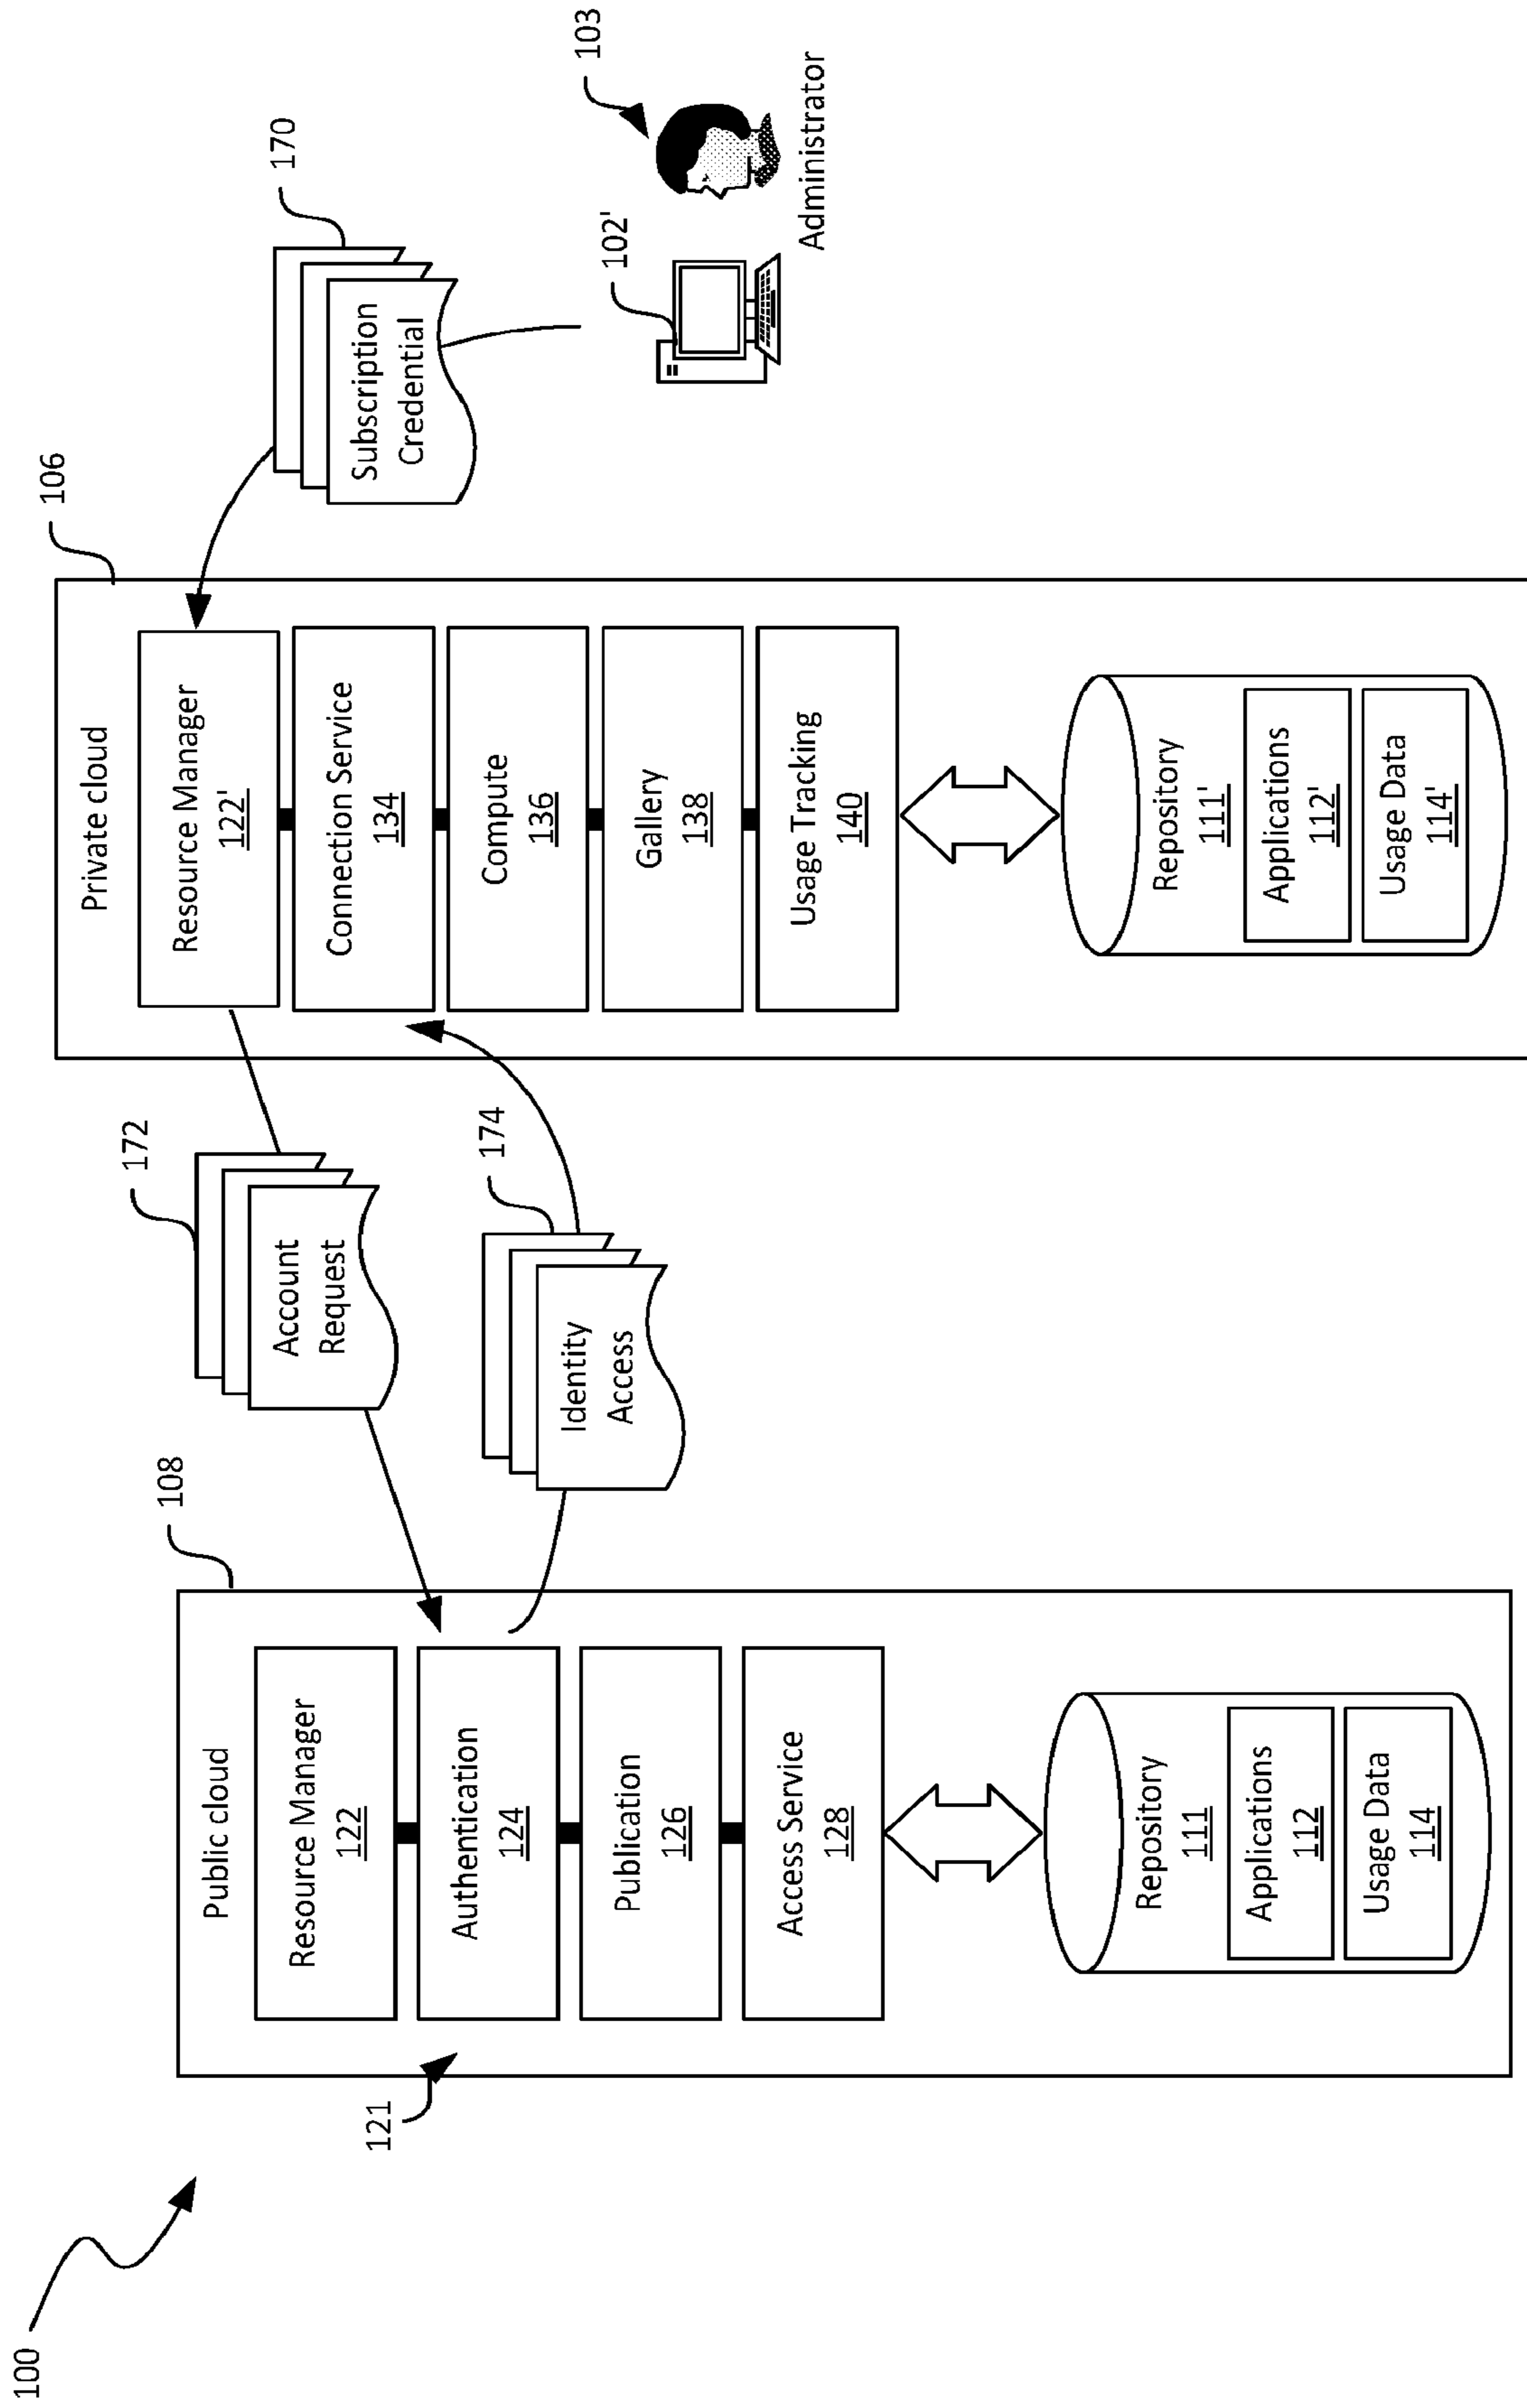 100
121
Public cloud
108
Resource Manager
122
Authentication
124
Publication
126
Access Service
128
Repository
111
Applications
112
Usage Data
114
172
Account
Request
174
Identity
Access
Private cloud
106
Resource Manager
122'
Connection Service
134
Compute
136
Gallery
138
Usage Tracking
140
Repository
111'
Applications
112'
Usage Data
114'
170
Subscription
Credential
102'
103
Administrator